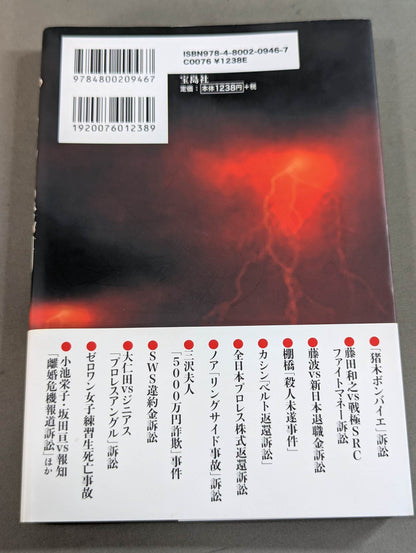 ISBN978-4-8002-0946-7
C0076 ¥1238E
宝島社
定価：本体1238円+税
9784800209467
1920076012389
●「猪木ボンバイエ」訴訟
●藤田和之vs戦極SRC
ファイトマネー訴訟
●藤波vs新日本退職金訴訟
●棚橋「殺人未遂事件」
●カシン「ベルト返還訴訟」
●全日本プロレス株式返還訴訟
●ノア「リングサイド事故」訴訟
●三沢夫人
「5000万円詐欺」事件
●SWS違約金訴訟
●大仁田vsジニアス
「プロレスアングル」訴訟
●ゼロワン女子練習生死亡事故
●小池栄子・坂田亘vs報知
「離婚危機報道訴訟」ほか